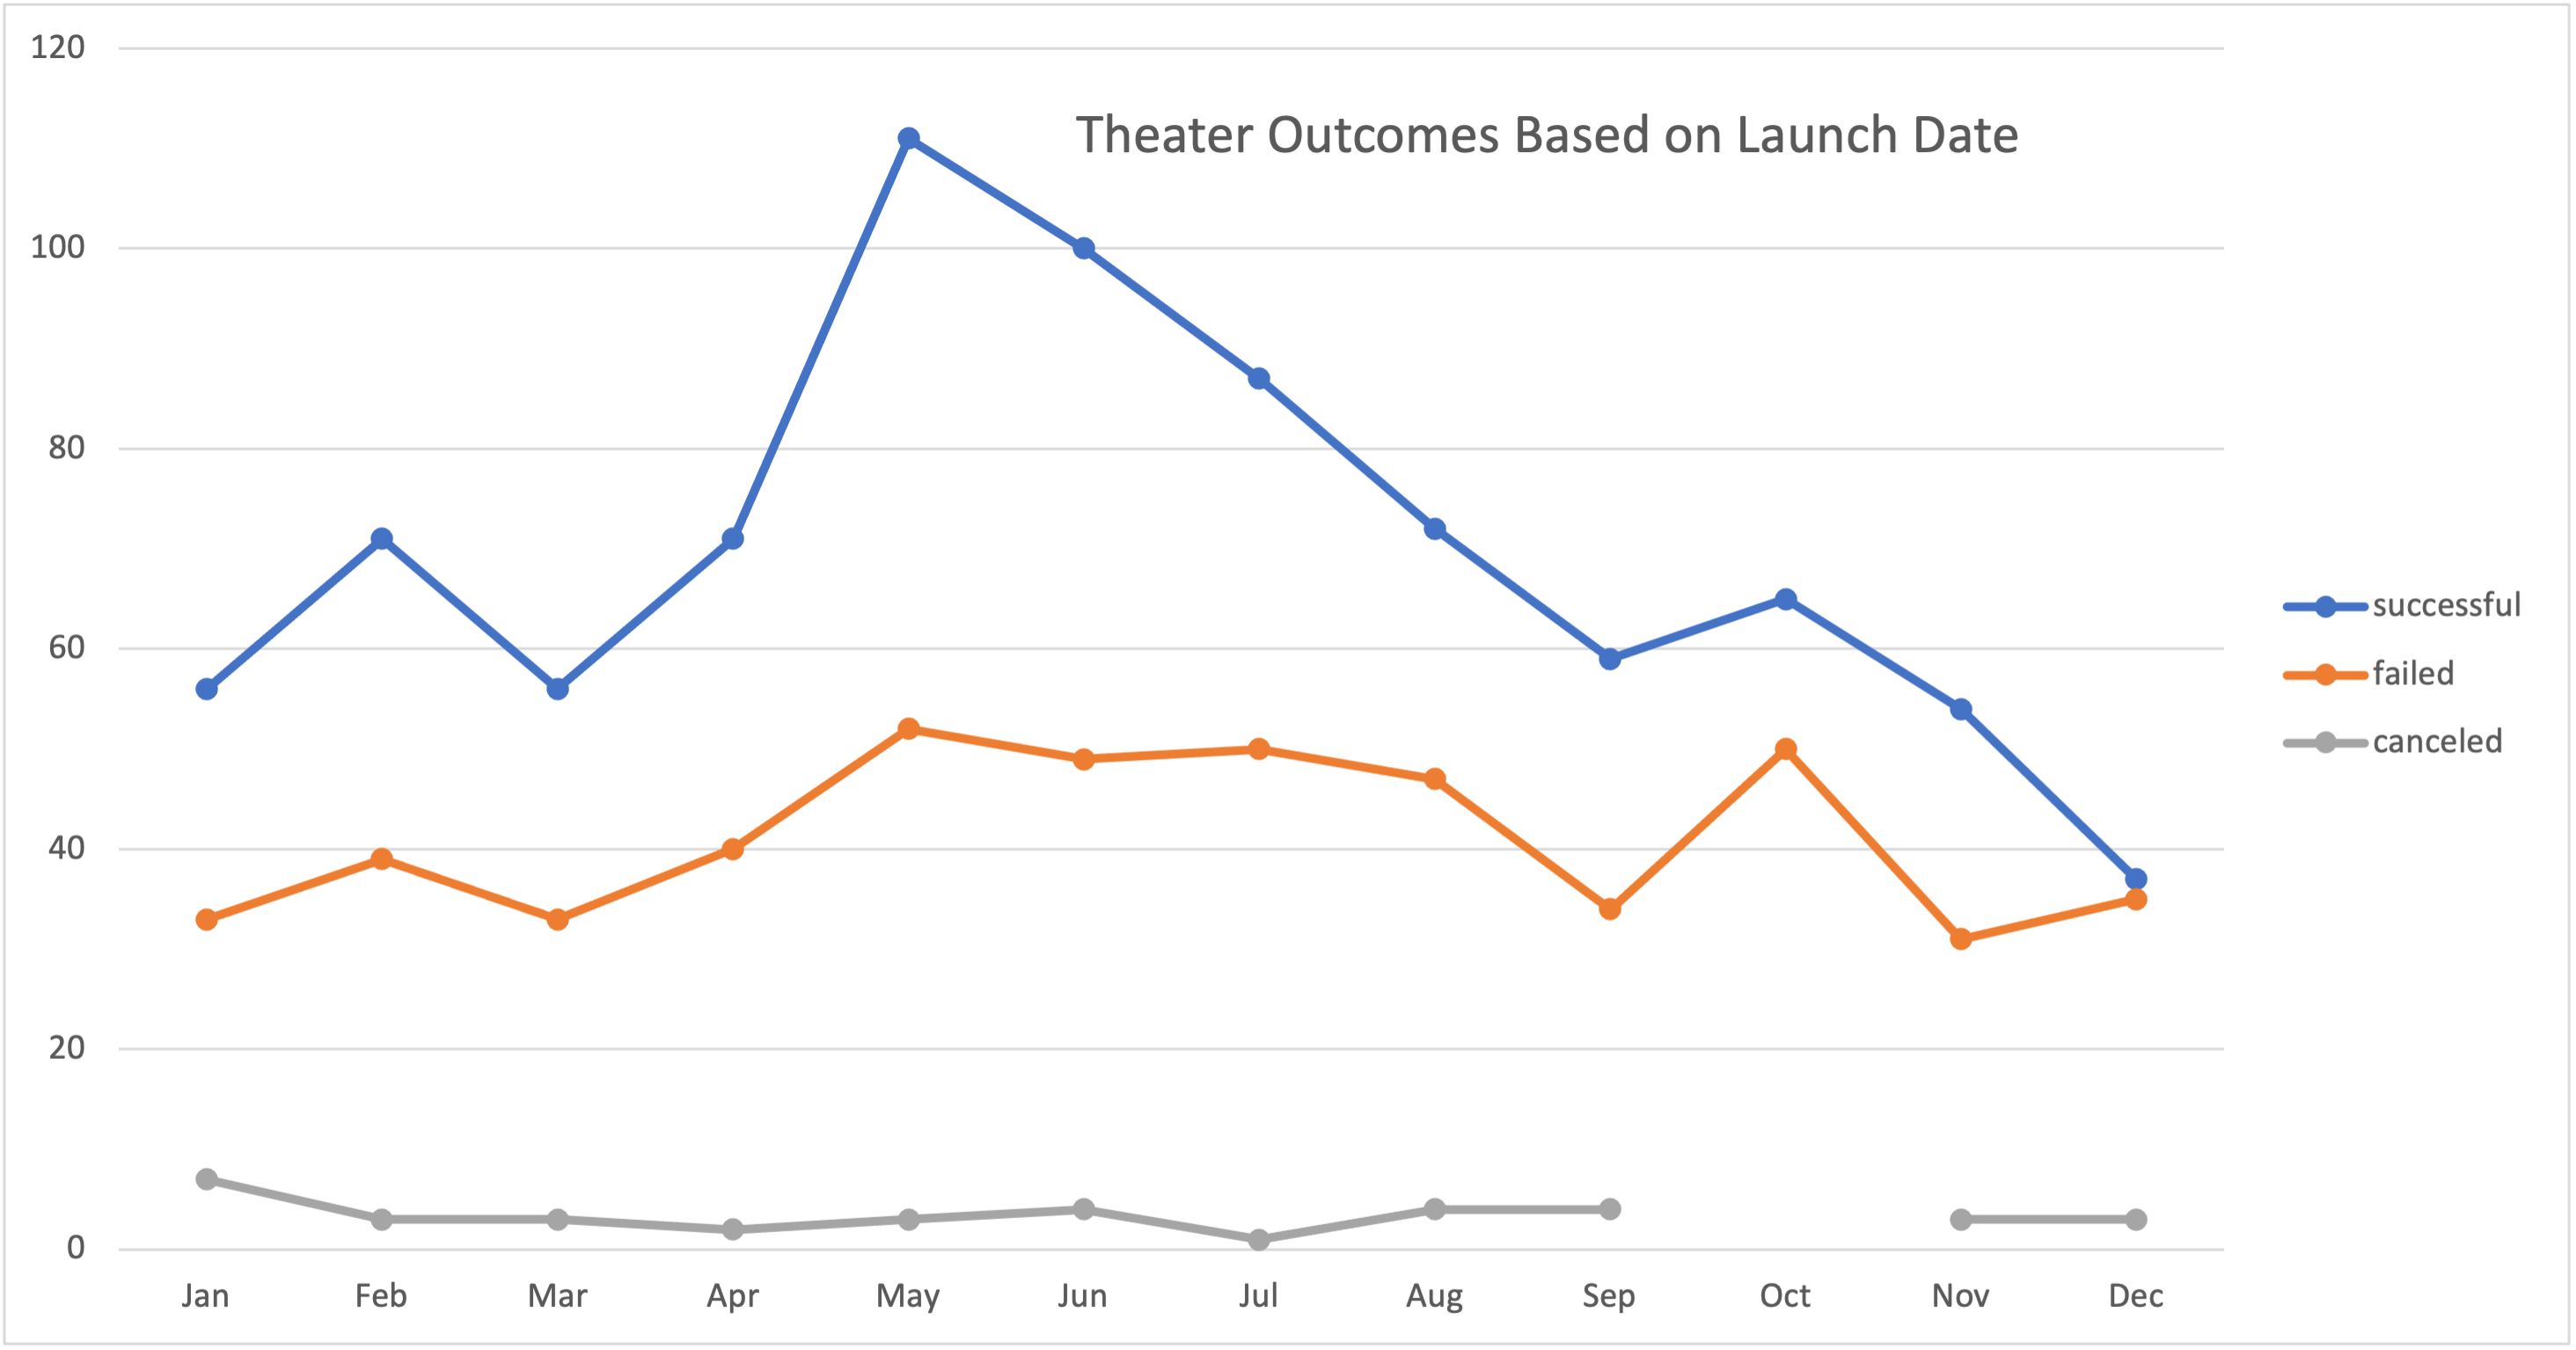 Theater Outcomes Based on Launch Date
120
100
80
60
40
20
0
Jan Feb Mar Apr May Jun Jul Aug Sep Oct Nov Dec
successful
failed
canceled